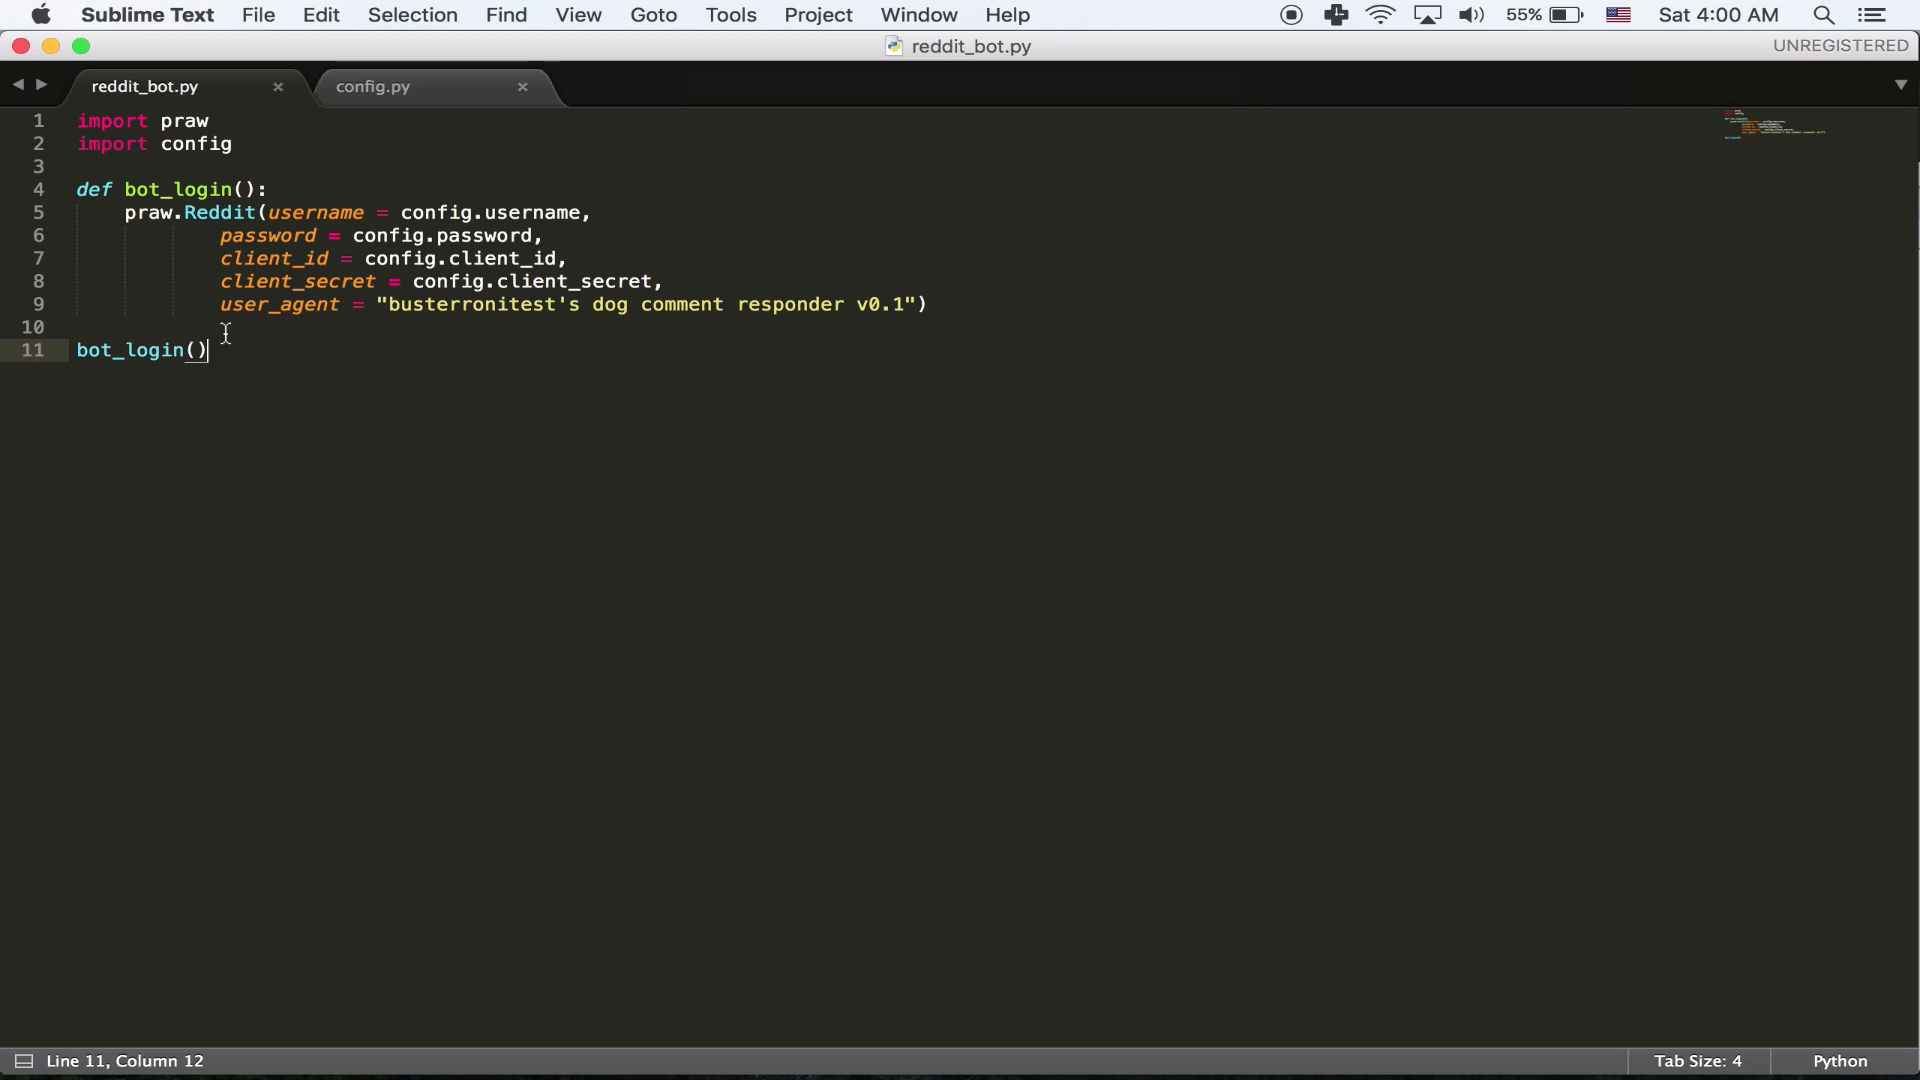 Sublime Text File Edit Selection Find View Goto Tools Project Window Help 55% Sat 4:00 AM
reddit_bot.py UNREGISTERED
reddit_bot.py × config.py ×
1 import praw
2 import config
3
4 def bot_login():
5 praw.Reddit(username = config.username,
6 password = config.password,
7 client_id = config.client_id,
8 client_secret = config.client_secret,
9 user_agent = "busterronitest's dog comment responder v0.1")
10
11 bot_login()
Line 11, Column 12 Tab Size: 4 Python